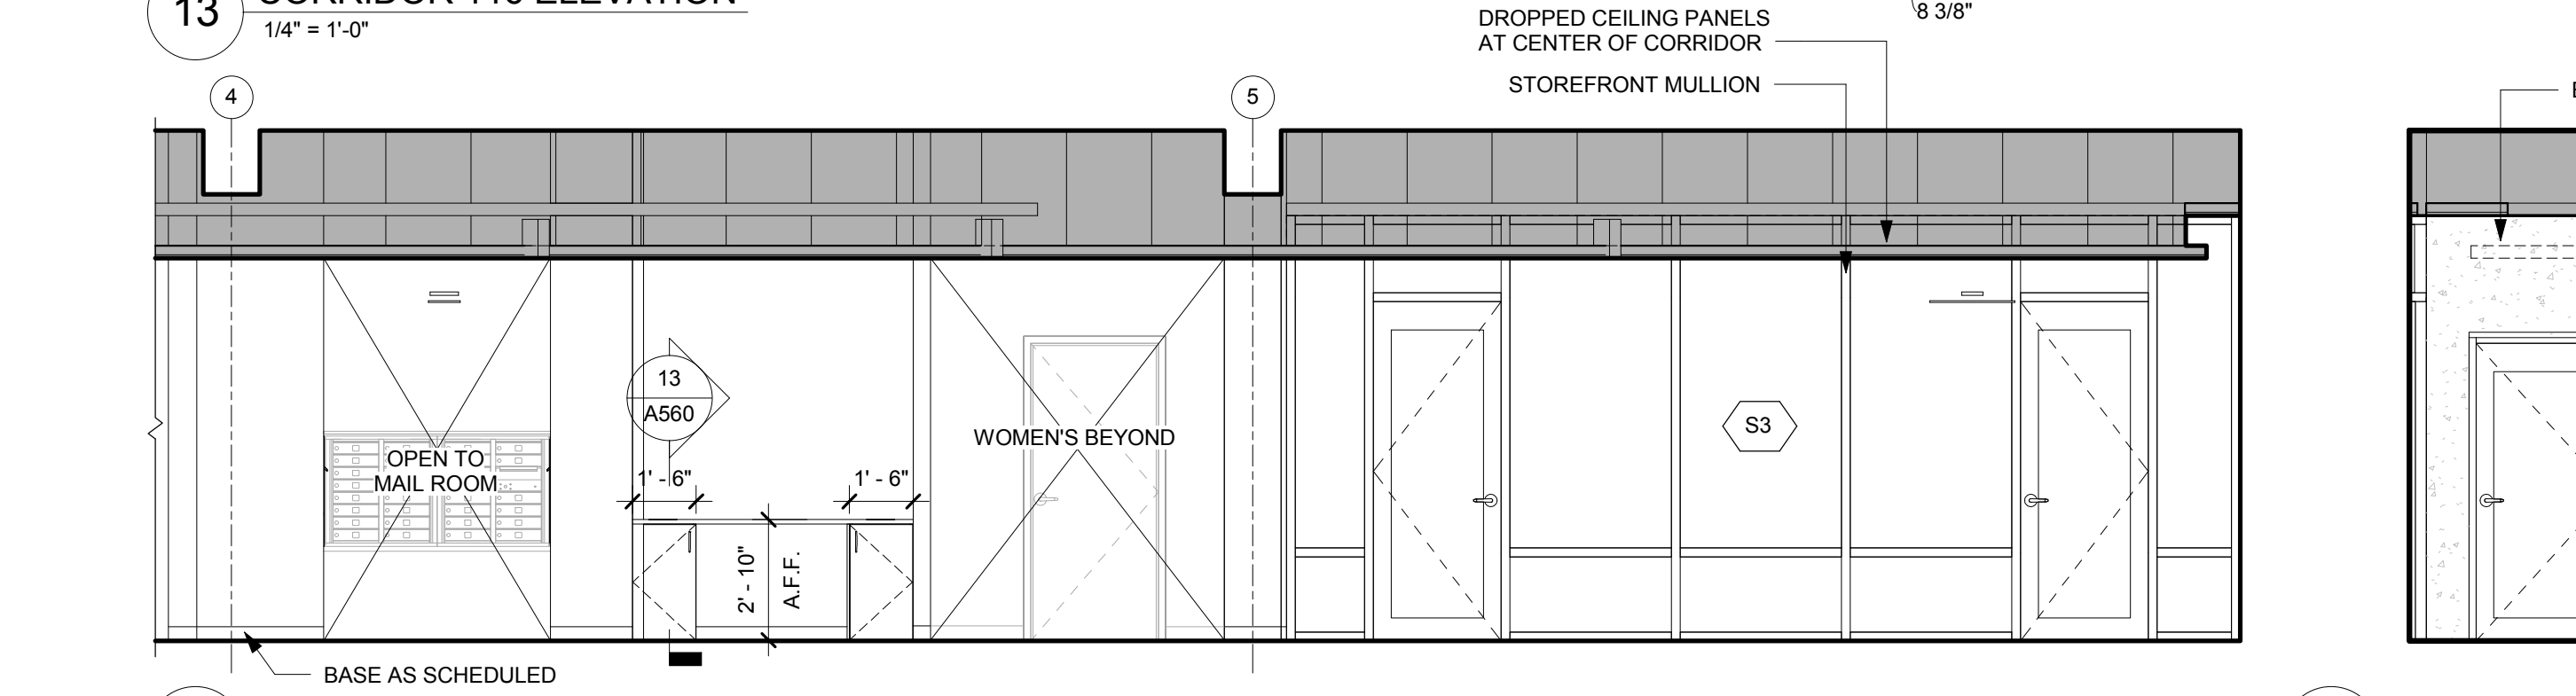 13
1/4" = 1'-0"
8 3/8"
DROPPED CEILING PANELS
AT CENTER OF CORRIDOR
STOREFRONT MULLION
4
5
13
A560
OPEN TO
MAIL ROOM
WOMEN'S BEYOND
S3
1' - 6"
1' - 6"
2' - 10"
A.F.F.
BASE AS SCHEDULED